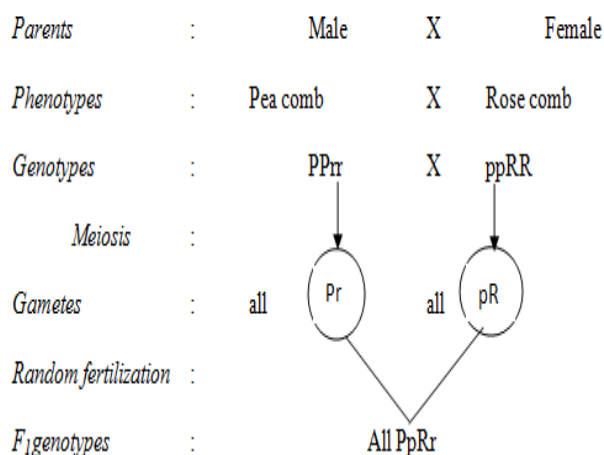 Parents : Male X Female
Phenotypes : Pea comb X Rose comb
Genotypes : PPrr X ppRR
Meiosis :
Gametes : all Pr all pR
Random fertilization :
F₁genotypes : All PpRr